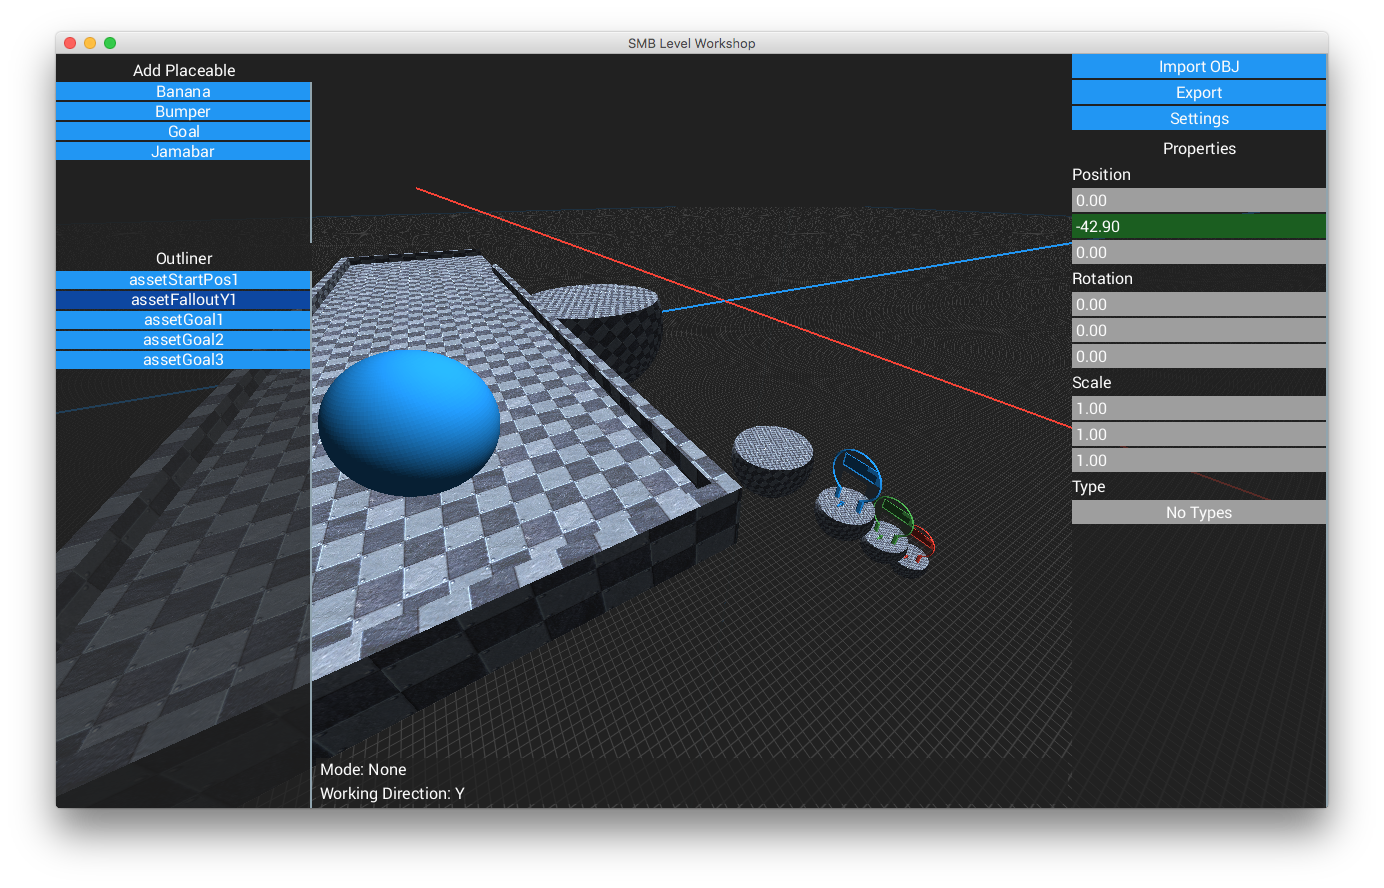 SMB Level Workshop
Add Placeable
Banana
Bumper
Goal
Jamabar
Outliner
assetStartPos1
assetFalloutY1
assetGoal1
assetGoal2
assetGoal3
Mode: None
Working Direction: Y
Import OBJ
Export
Settings
Properties
Position
0.00
-42.90
0.00
Rotation
0.00
0.00
0.00
Scale
1.00
1.00
1.00
Type
No Types